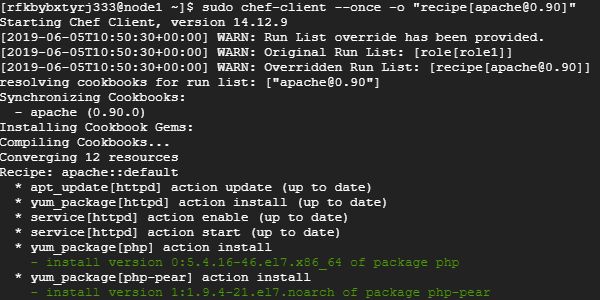 [rfkbybxtyrj333@node1 ~]$ sudo chef-client --once -o "recipe[apache@0.90]"
Starting Chef Client, version 14.12.9
[2019-06-05T10:50:30+00:00] WARN: Run List override has been provided.
[2019-06-05T10:50:30+00:00] WARN: Original Run List: [role[role1]]
[2019-06-05T10:50:30+00:00] WARN: Overridden Run List: [recipe[apache@0.90]]
resolving cookbooks for run list: ["apache@0.90"]
Synchronizing Cookbooks:
  - apache (0.90.0)
Installing Cookbook Gems:
Compiling Cookbooks...
Converging 12 resources
Recipe: apache::default
  * apt_update[httpd] action update (up to date)
  * yum_package[httpd] action install (up to date)
  * service[httpd] action enable (up to date)
  * service[httpd] action start (up to date)
  * yum_package[php] action install
    - install version 0:5.4.16-46.el7.x86_64 of package php
  * yum_package[php-pear] action install
    - install version 1:1.9.4-21.el7.noarch of package php-pear